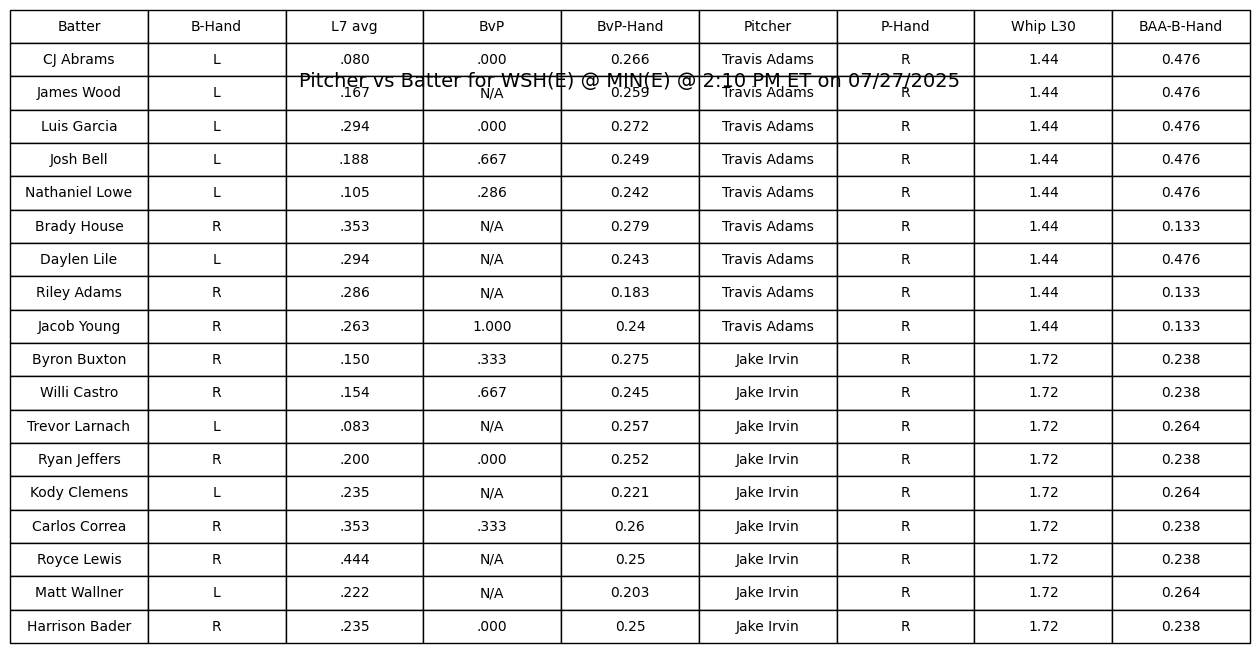 Batter B-Hand L7 avg BvP BvP-Hand Pitcher P-Hand Whip L30 BAA-B-Hand
CJ Abrams L .080 .000 0.266 Travis Adams R 1.44 0.476
Pitcher vs Batter for WSH(E) @ MIN(E) @ 2:10 PM ET on 07/27/2025
James Wood L .167 N/A 0.259 Travis Adams R 1.44 0.476
Luis Garcia L .294 .000 0.272 Travis Adams R 1.44 0.476
Josh Bell L .188 .667 0.249 Travis Adams R 1.44 0.476
Nathaniel Lowe L .105 .286 0.242 Travis Adams R 1.44 0.476
Brady House R .353 N/A 0.279 Travis Adams R 1.44 0.133
Daylen Lile L .294 N/A 0.243 Travis Adams R 1.44 0.476
Riley Adams R .286 N/A 0.183 Travis Adams R 1.44 0.133
Jacob Young R .263 1.000 0.24 Travis Adams R 1.44 0.133
Byron Buxton R .150 .333 0.275 Jake Irvin R 1.72 0.238
Willi Castro R .154 .667 0.245 Jake Irvin R 1.72 0.238
Trevor Larnach L .083 N/A 0.257 Jake Irvin R 1.72 0.264
Ryan Jeffers R .200 .000 0.252 Jake Irvin R 1.72 0.238
Kody Clemens L .235 N/A 0.221 Jake Irvin R 1.72 0.264
Carlos Correa R .353 .333 0.26 Jake Irvin R 1.72 0.238
Royce Lewis R .444 N/A 0.25 Jake Irvin R 1.72 0.238
Matt Wallner L .222 N/A 0.203 Jake Irvin R 1.72 0.264
Harrison Bader R .235 .000 0.25 Jake Irvin R 1.72 0.238